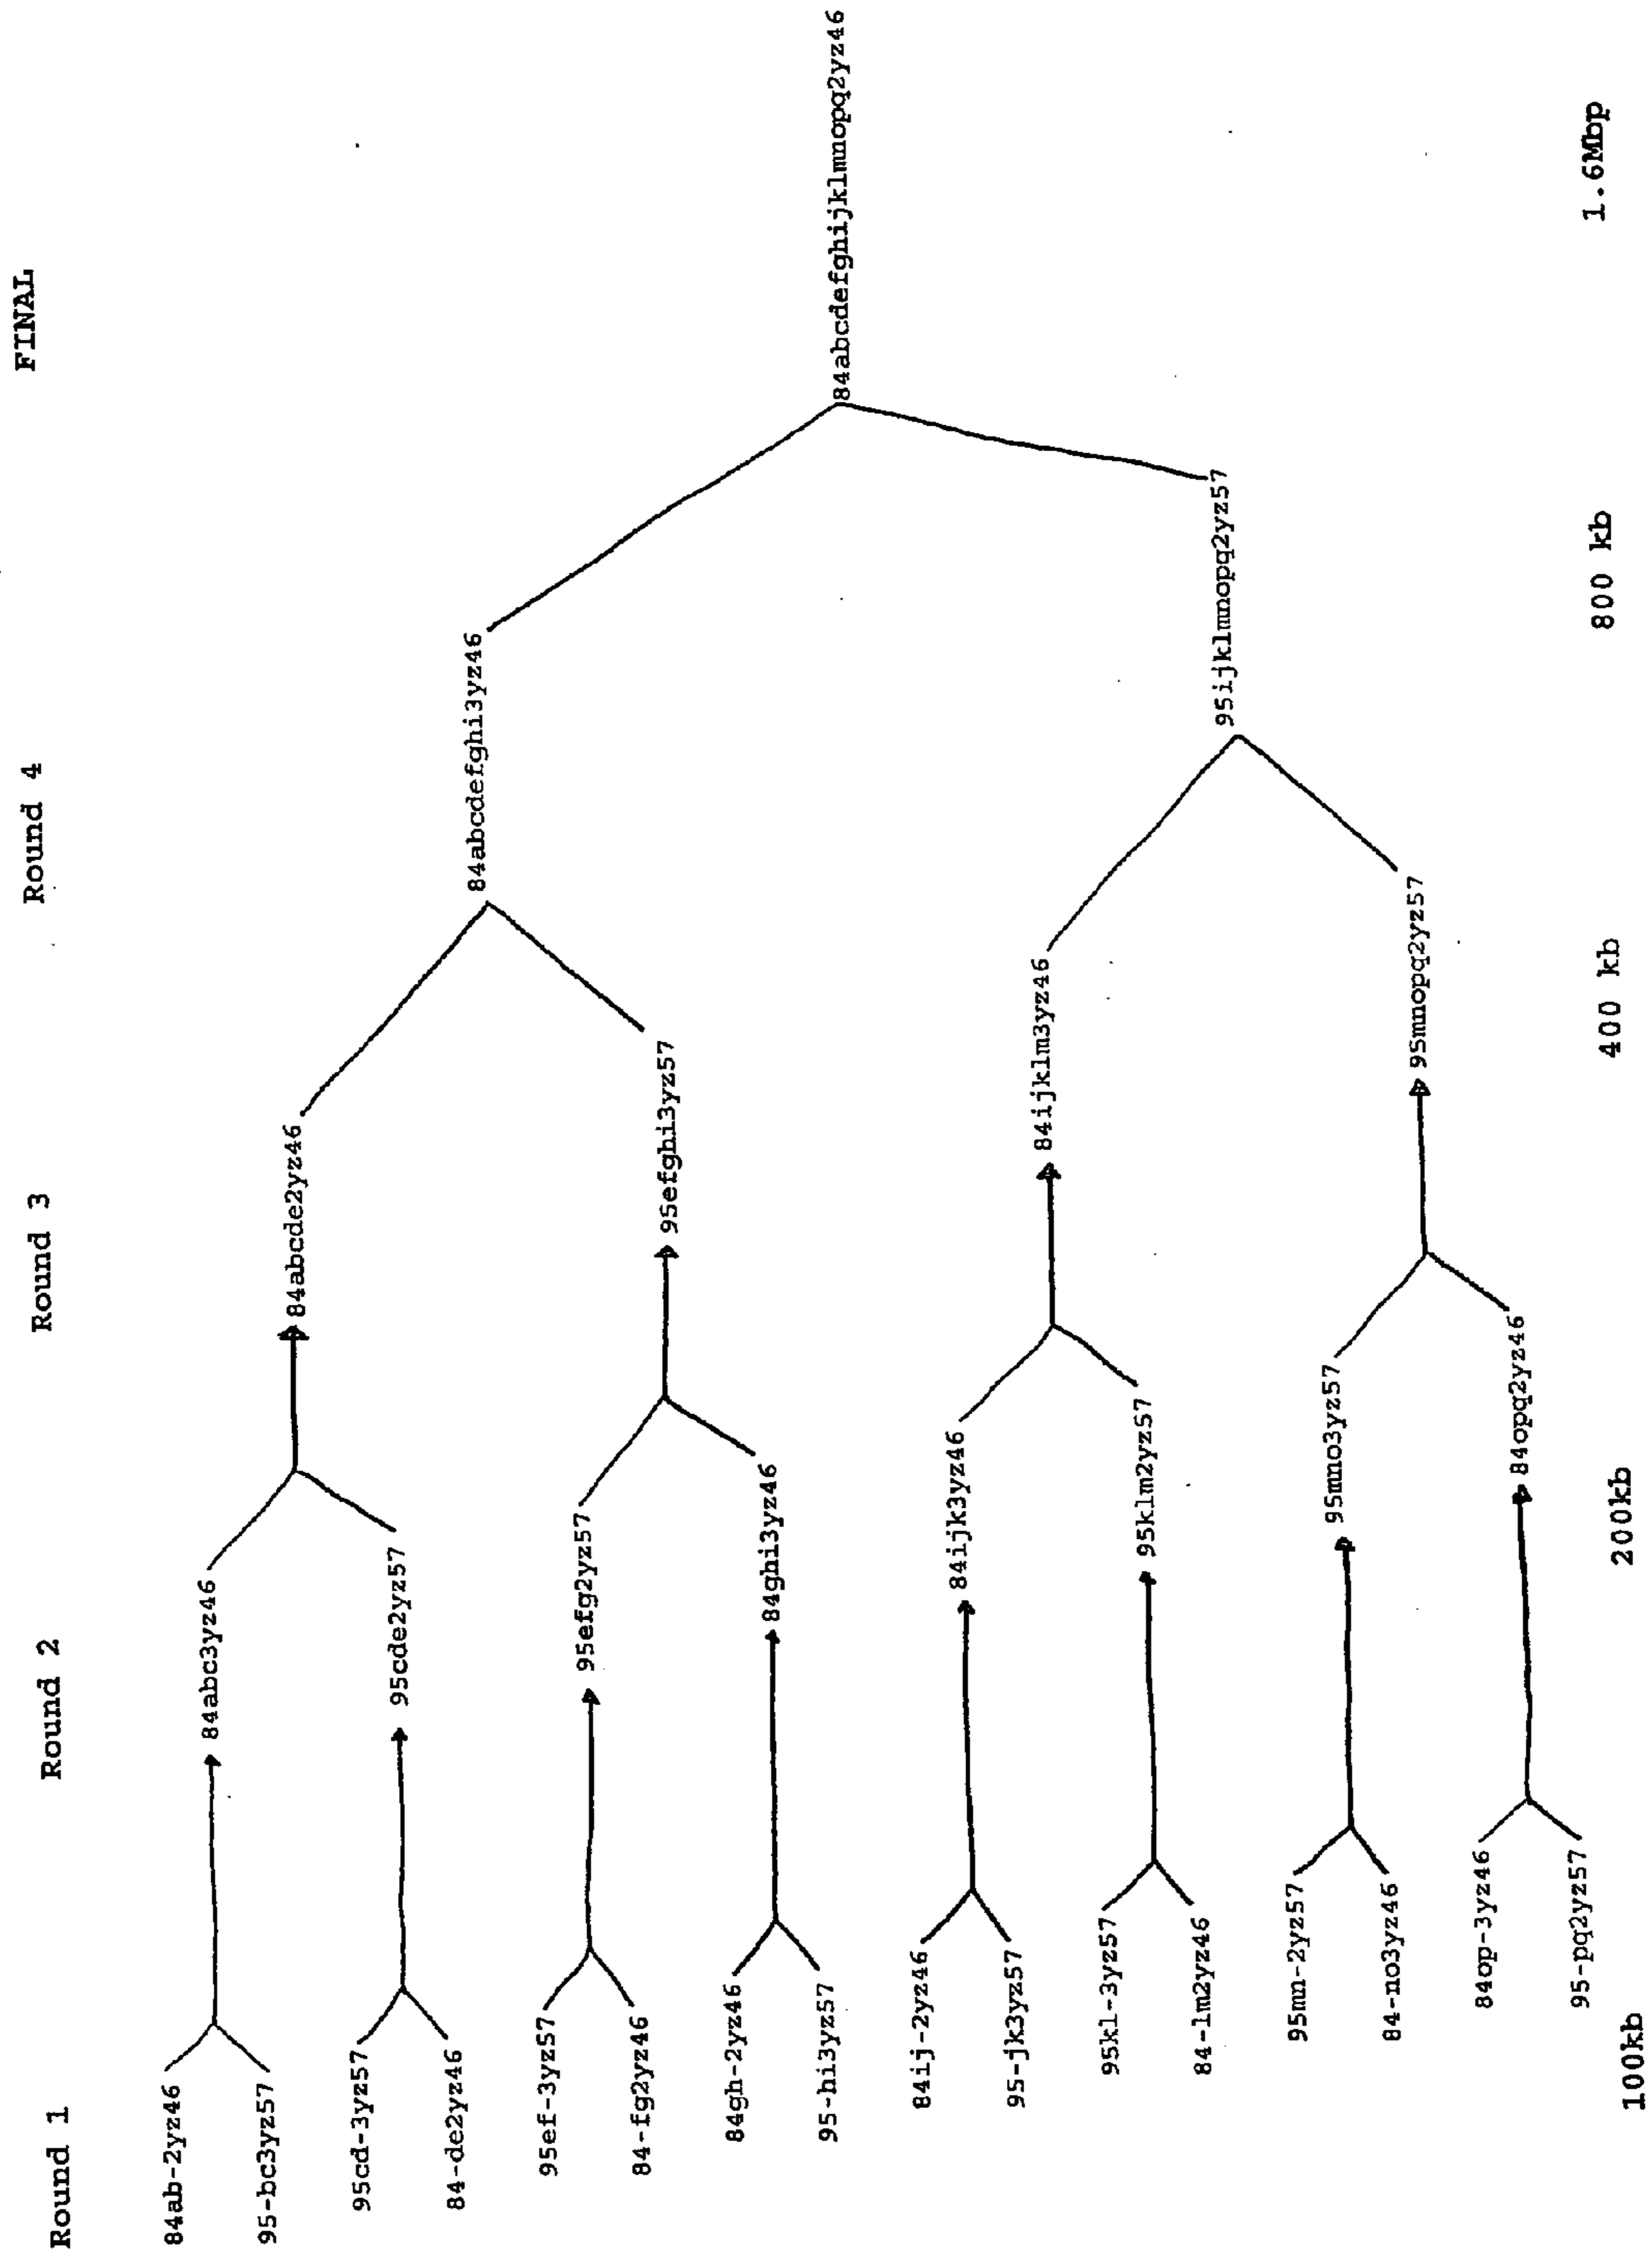 Round 1
Round 2
Round 3
Round 4
FINAL
84ab-2yz46
95-bc3yz57
95cd-3yz57
84-de2yz46
95ef-3yz57
84-fg2yz46
84gh-2yz46
95-hi3yz57
84ij-2yz46
95-jk3yz57
95kl-3yz57
84-lm2yz46
95mn-2yz57
84-no3yz46
84op-3yz46
95-pq2yz57
84abc3yz46
95cde2yz57
95efg2yz57
84ghi3yz46
84ijk3yz46
95klm2yz57
95mno3yz57
84opq2yz46
84abcde2yz46
95efghi3yz57
84ijklm3yz46
95mnopq2yz57
84abcdefghi3yz46
95ijklmnopq2yz57
84abcdefghijklmnopq2yz46
100kb
200kb
400 kb
800 kb
1.6Mbp